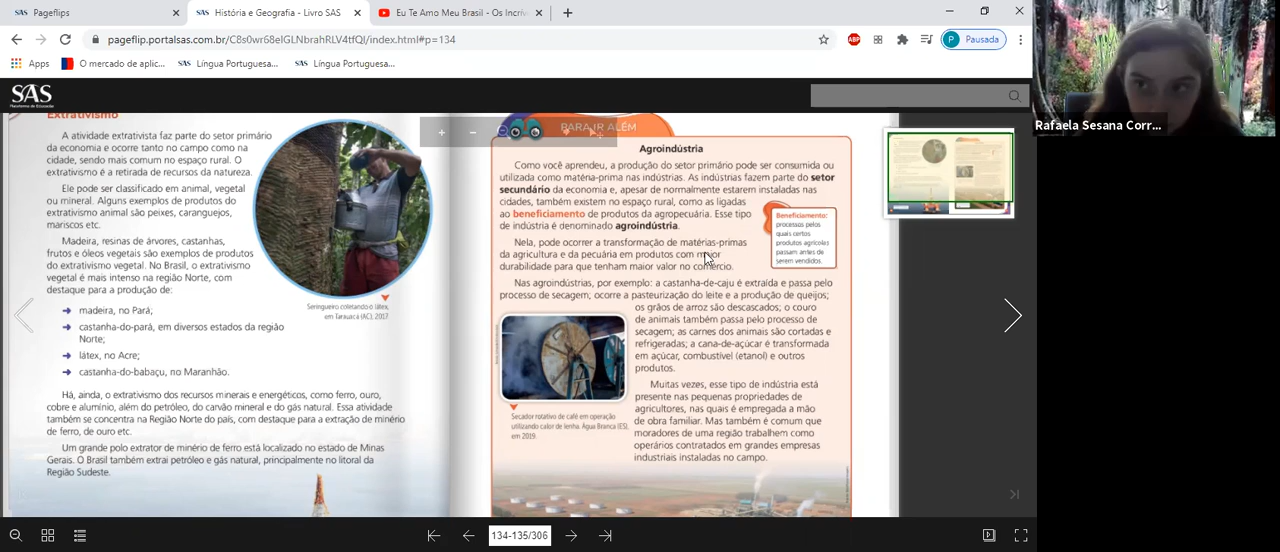 Pageflips
História e Geografia - Livro SAS
Eu Te Amo Meu Brasil - Os Incrív
pageflip.portalsas.com.br/C8s0wr68elGLNbrahRLV4tfQI/index.html#p=134
Pausada
Apps
O mercado de aplic...
Língua Portuguesa...
Língua Portuguesa...
Rafaela Sesana Corr...
SAS
Plataforma de Educação
Extrativismo
A atividade extrativista faz parte do setor primário
da economia e ocorre tanto no campo como na
cidade, sendo mais comum no espaço rural. O
extrativismo é a retirada de recursos da natureza.
Ele pode ser classificado em animal, vegetal
ou mineral. Alguns exemplos de produtos do
extrativismo animal são peixes, caranguejos,
mariscos etc.
Madeira, resinas de árvores, castanhas,
frutos e óleos vegetais são exemplos de produtos
do extrativismo vegetal. No Brasil, o extrativismo
vegetal é mais intenso na região Norte, com
destaque para a produção de:
madeira, no Pará;
castanha-do-pará, em diversos estados da região
Norte;
látex, no Acre;
castanha-do-babaçu, no Maranhão.
Seringueiro coletando o látex,
em Tarauacá (AC), 2017.
Há, ainda, o extrativismo dos recursos minerais e energéticos, como ferro, ouro,
cobre e alumínio, além do petróleo, do carvão mineral e do gás natural. Essa atividade
também se concentra na Região Norte do país, com destaque para a extração de minério
de ferro, de ouro etc.
Um grande polo extrator de minério de ferro está localizado no estado de Minas
Gerais. O Brasil também extrai petróleo e gás natural, principalmente no litoral da
Região Sudeste.
PARA IR ALÉM
Agroindústria
Como você aprendeu, a produção do setor primário pode ser consumida ou
utilizada como matéria-prima nas indústrias. As indústrias fazem parte do setor
secundário da economia e, apesar de normalmente estarem instaladas nas
cidades, também existem no espaço rural, como as ligadas
ao beneficiamento de produtos da agropecuária. Esse tipo
de indústria é denominado agroindústria.
Beneficiamento:
processos pelos
quais certos
produtos agrícolas
passam antes de
serem vendidos.
Nela, pode ocorrer a transformação de matérias-primas
da agricultura e da pecuária em produtos com maior
durabilidade para que tenham maior valor no comércio.
Nas agroindústrias, por exemplo: a castanha-de-caju é extraída e passa pelo
processo de secagem; ocorre a pasteurização do leite e a produção de queijos;
os grãos de arroz são descascados; o couro
de animais também passa pelo processo de
secagem; as carnes dos animais são cortadas e
refrigeradas; a cana-de-açúcar é transformada
em açúcar, combustível (etanol) e outros
produtos.
Muitas vezes, esse tipo de indústria está
presente nas pequenas propriedades de
agricultores, nas quais é empregada a mão
de obra familiar. Mas também é comum que
moradores de uma região trabalhem como
operários contratados em grandes empresas
industriais instaladas no campo.
Secador rotativo de café em operação
utilizando calor de lenha. Água Branca (ES),
em 2019.
134-135/306